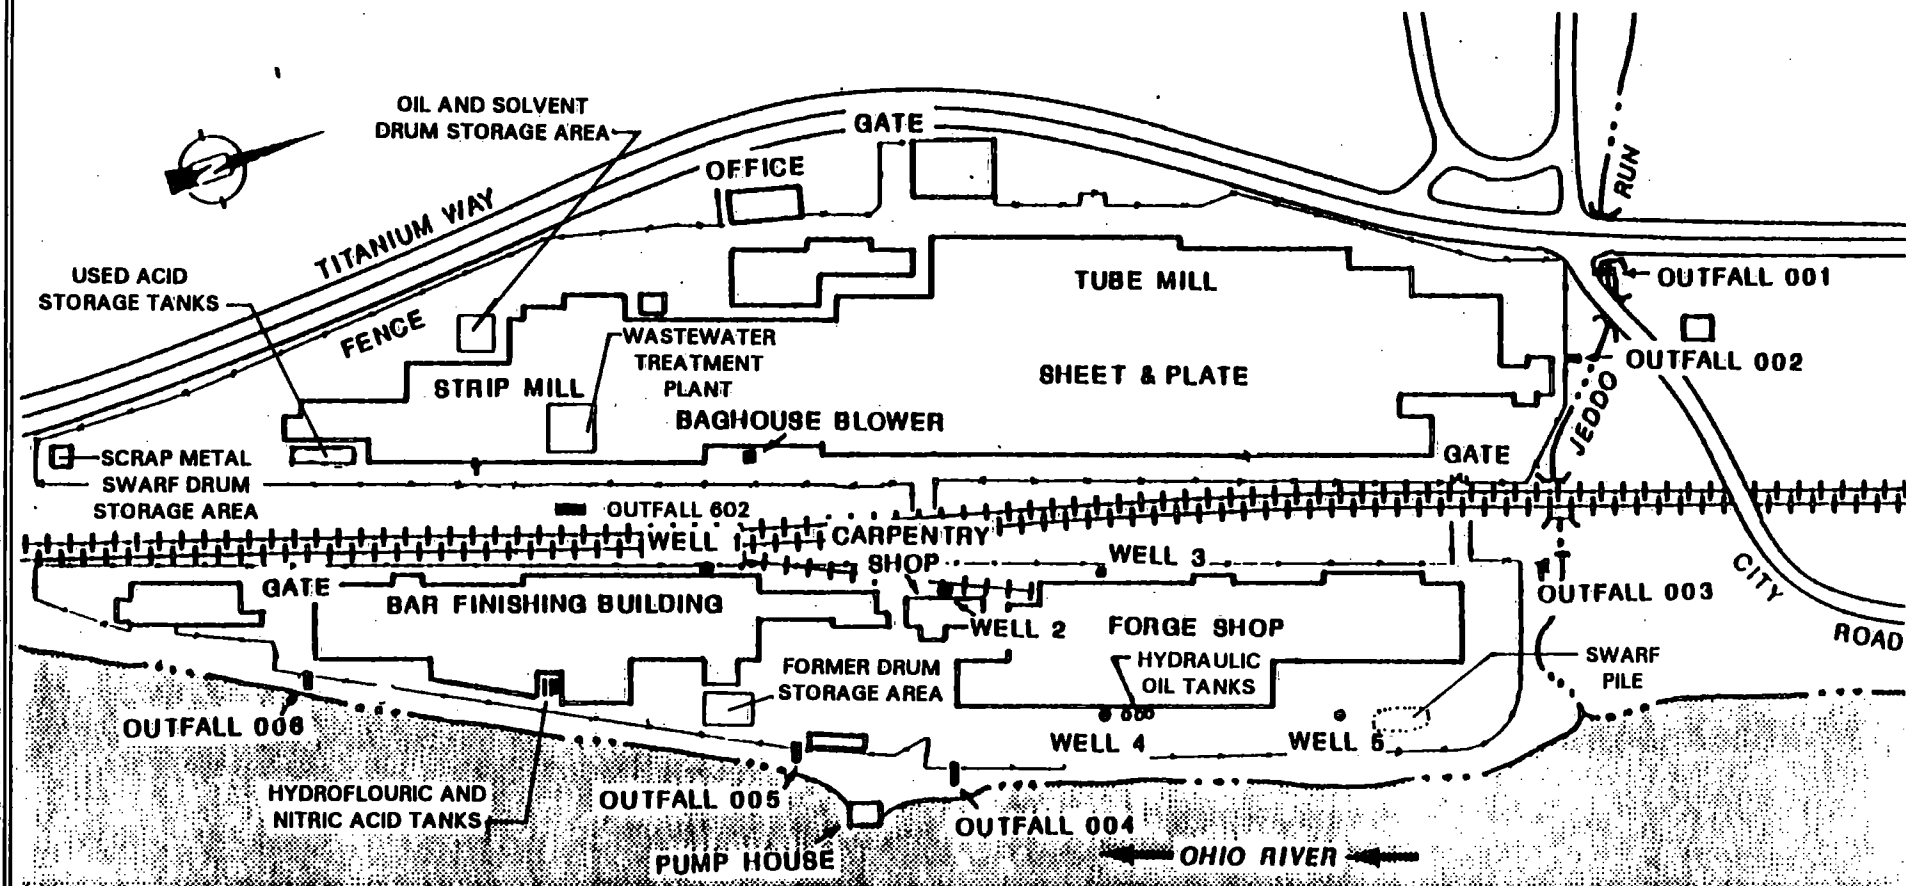 OIL AND SOLVENT
DRUM STORAGE AREA
GATE
OFFICE
RUN
TITANIUM WAY
USED ACID
STORAGE TANKS
TUBE MILL
OUTFALL 001
FENCE
WASTEWATER
TREATMENT
PLANT
STRIP MILL
SHEET & PLATE
OUTFALL 002
JEDDO
BAGHOUSE BLOWER
SCRAP METAL
SWARF DRUM
STORAGE AREA
GATE
OUTFALL 602
WELL
CARPENTRY
SHOP
WELL 3
GATE
BAR FINISHING BUILDING
OUTFALL 003
CITY
ROAD
WELL 2
FORGE SHOP
FORMER DRUM
STORAGE AREA
HYDRAULIC
OIL TANKS
SWARF
PILE
OUTFALL 006
WELL 4
WELL 5
HYDROFLOURIC AND
NITRIC ACID TANKS
OUTFALL 005
OUTFALL 004
PUMP HOUSE
OHIO RIVER